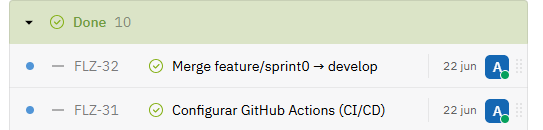 Done 10
FLZ-32 Merge feature/sprint0 → develop 22 jun A
FLZ-31 Configurar GitHub Actions (CI/CD) 22 jun A